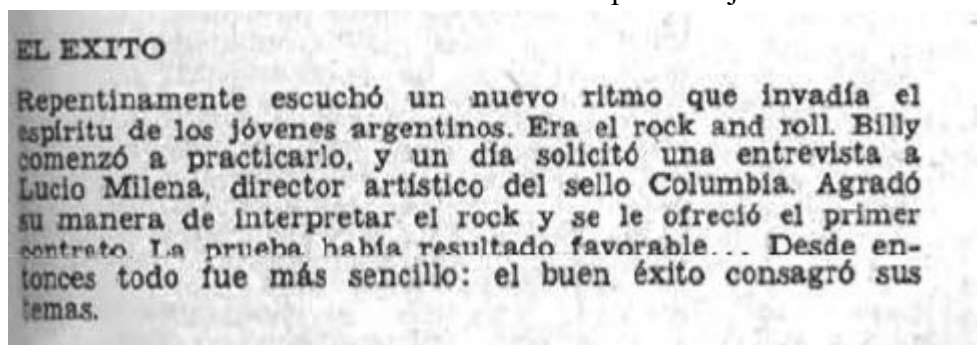 EL EXITO
Repentinamente escuchó un nuevo ritmo que invadía el
espíritu de los jóvenes argentinos. Era el rock and roll. Billy
comenzó a practicarlo, y un día solicitó una entrevista a
Lucio Milena, director artístico del sello Columbia. Agradó
su manera de interpretar el rock y se le ofreció el primer
contrato. La prueba había resultado favorable... Desde en-
tonces todo fue más sencillo: el buen éxito consagró sus
temas.